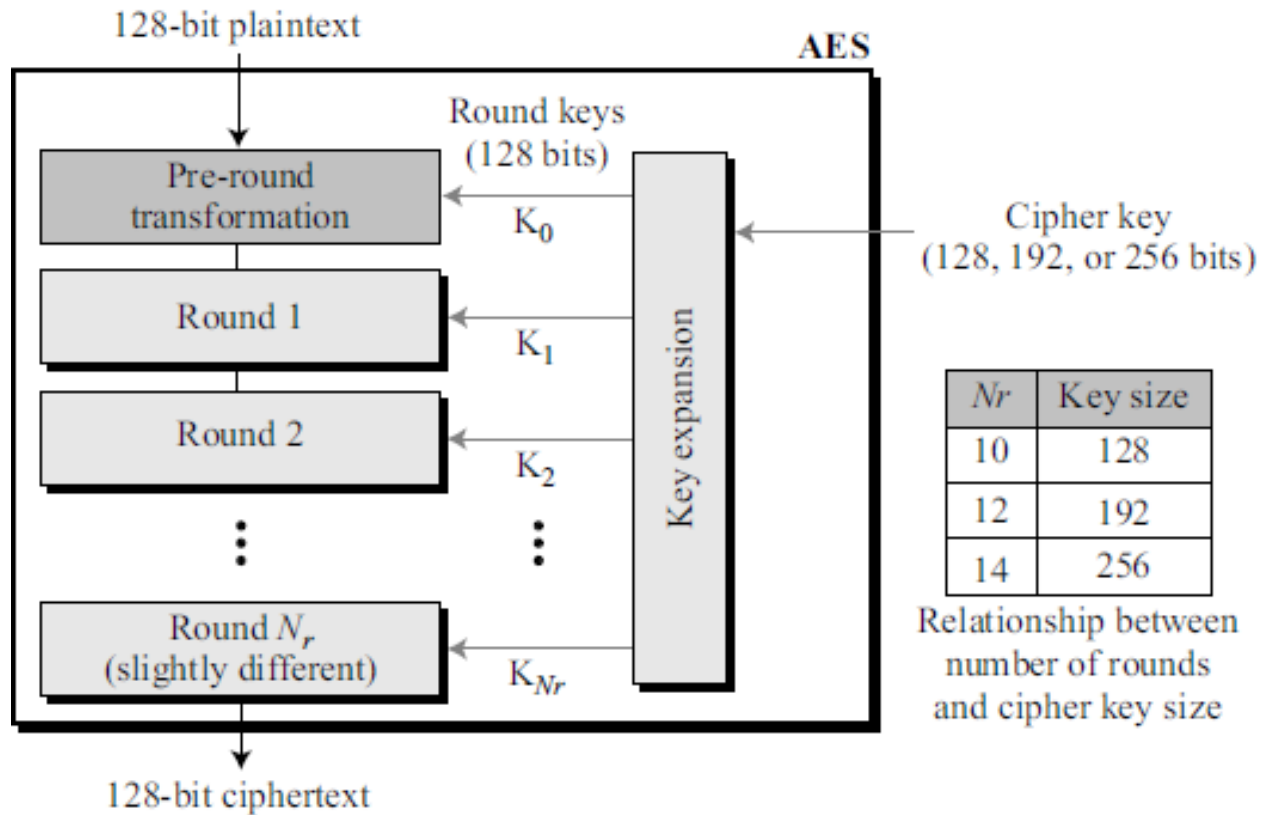 128-bit plaintext
AES
Round keys
(128 bits)
Pre-round
transformation
K₀
Cipher key
(128, 192, or 256 bits)
Round 1
K₁
Key expansion
Round 2
K₂
Nr Key size
10 128
12 192
14 256
Relationship between
number of rounds
and cipher key size
Round Nᵣ
(slightly different)
K_Nr
128-bit ciphertext